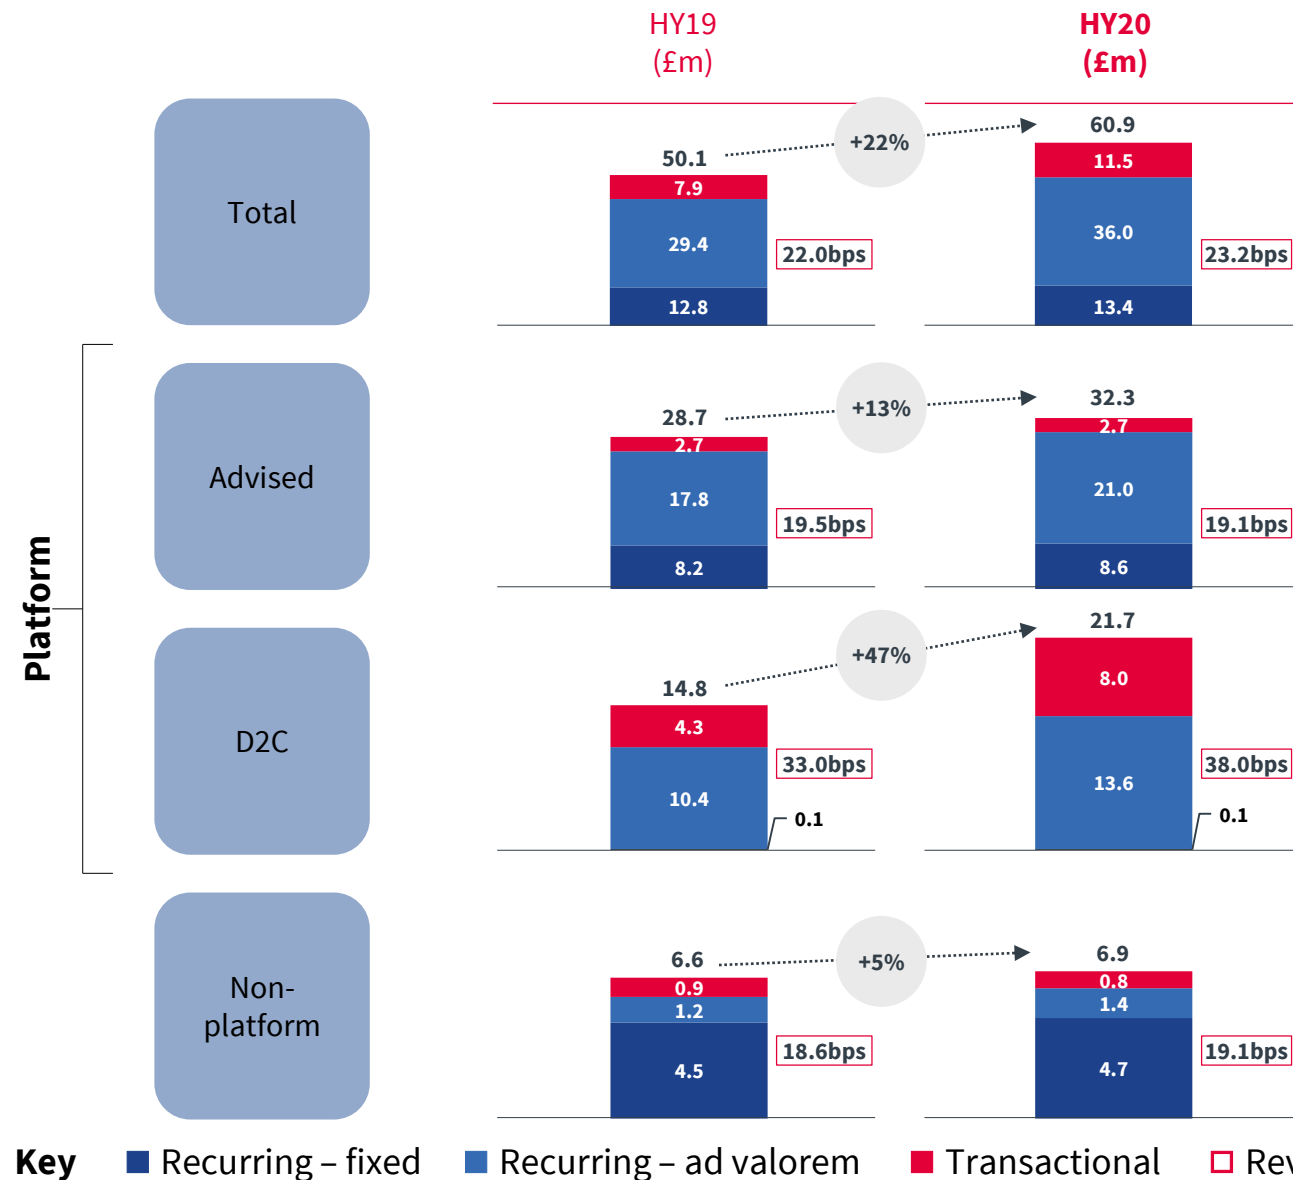 HY19
(£m)
HY20
(£m)
Total
50.1
7.9
29.4
12.8
22.0bps
+22%
60.9
11.5
36.0
13.4
23.2bps
Platform
Advised
28.7
2.7
17.8
8.2
19.5bps
+13%
32.3
2.7
21.0
8.6
19.1bps
D2C
14.8
4.3
10.4
0.1
33.0bps
+47%
21.7
8.0
13.6
0.1
38.0bps
Non-
platform
6.6
0.9
1.2
4.5
18.6bps
+5%
6.9
0.8
1.4
4.7
19.1bps
Key Recurring – fixed Recurring – ad valorem Transactional